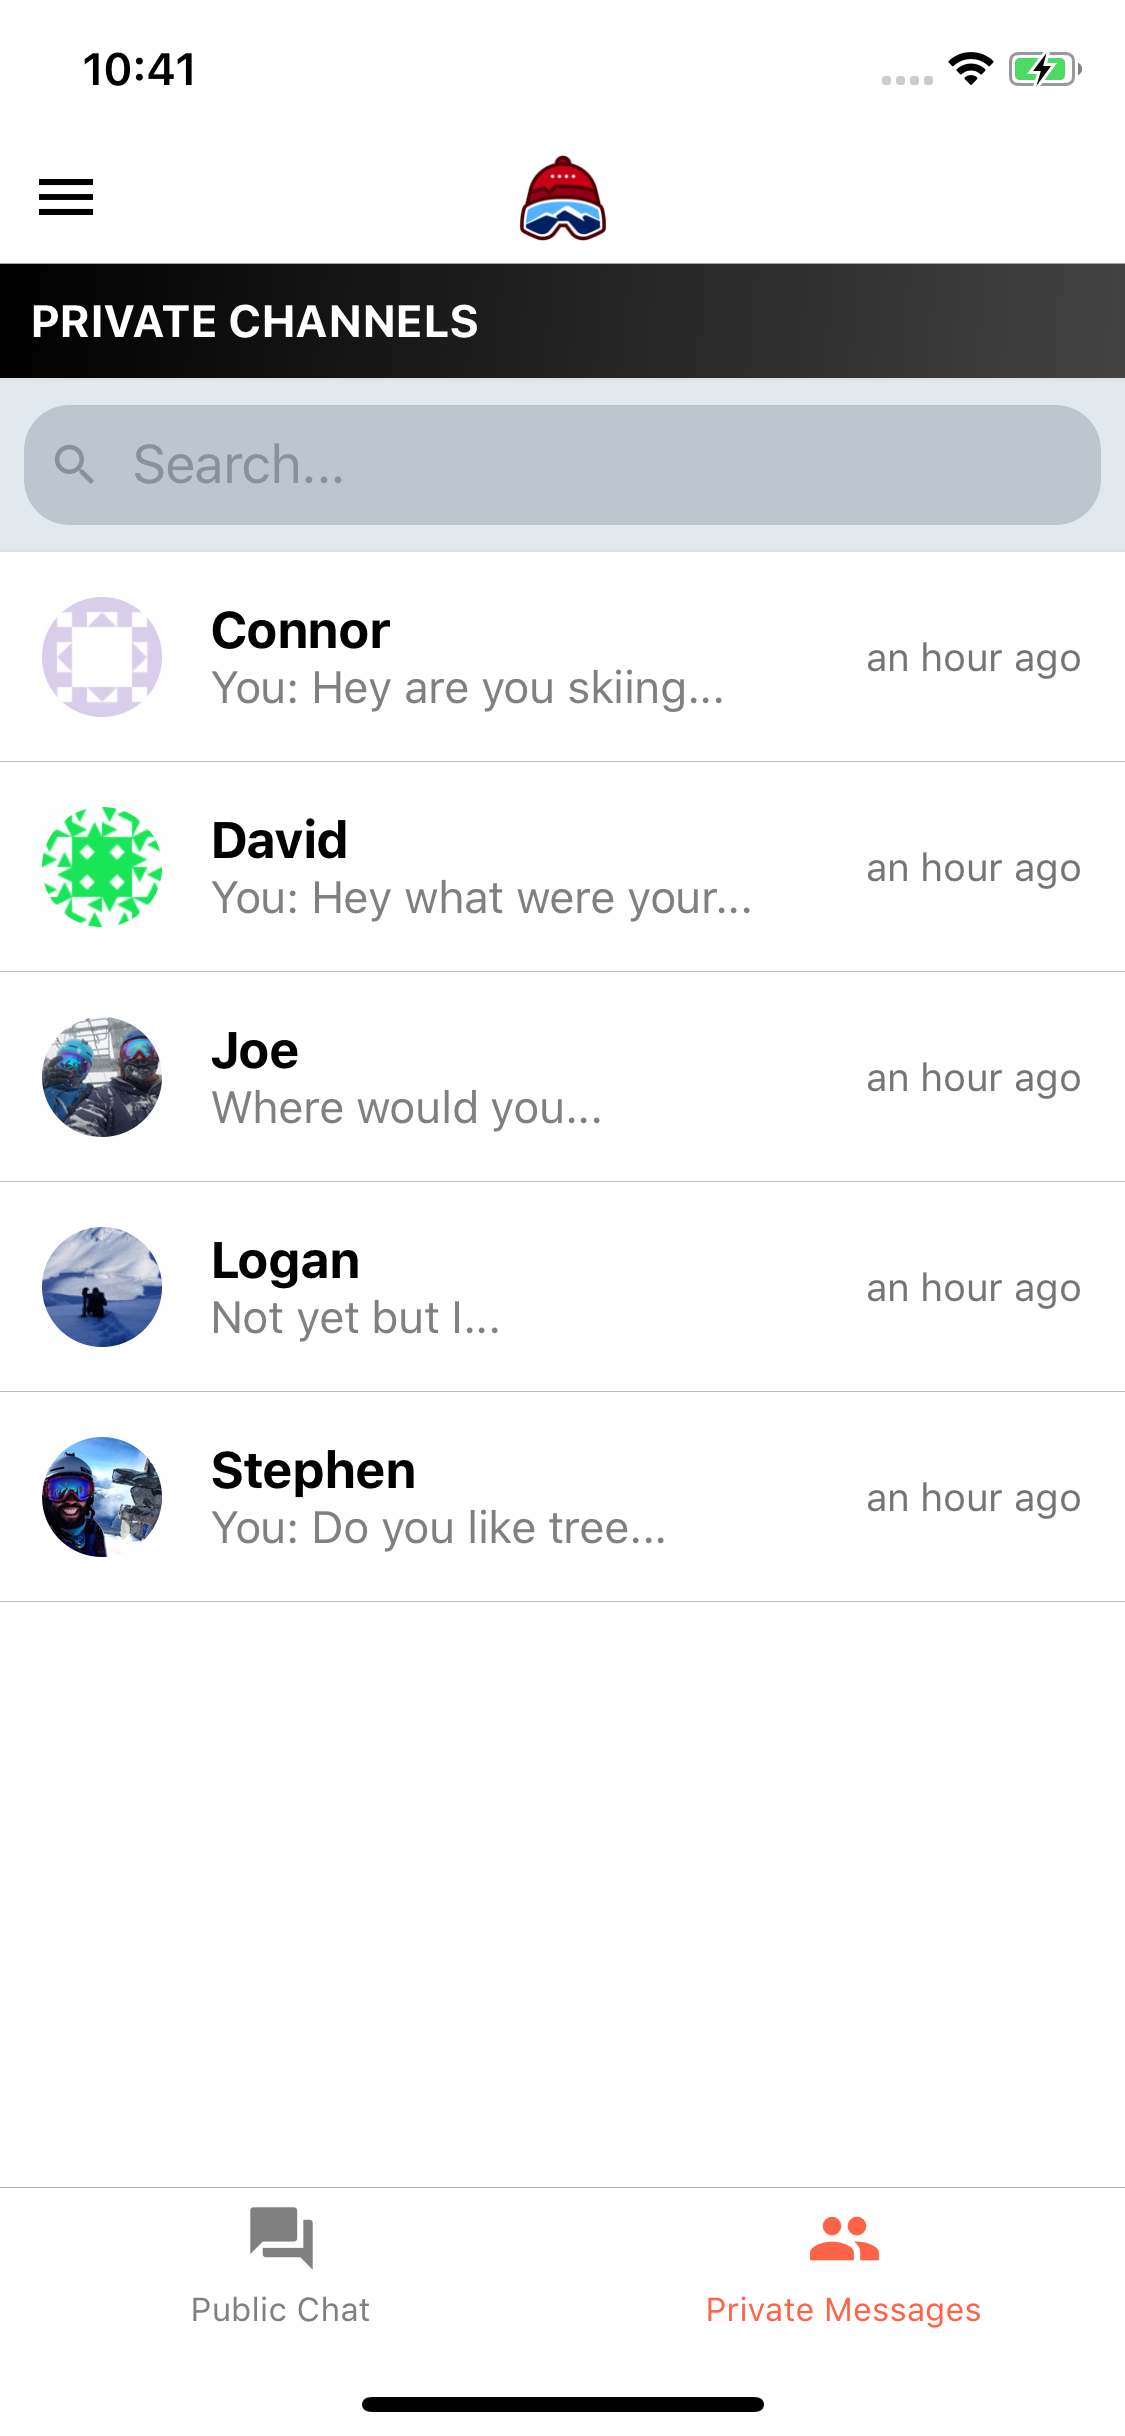 10:41
PRIVATE CHANNELS
Search...
Connor
You: Hey are you skiing...
an hour ago
David
You: Hey what were your...
an hour ago
Joe
Where would you...
an hour ago
Logan
Not yet but I...
an hour ago
Stephen
You: Do you like tree...
an hour ago
Public Chat
Private Messages